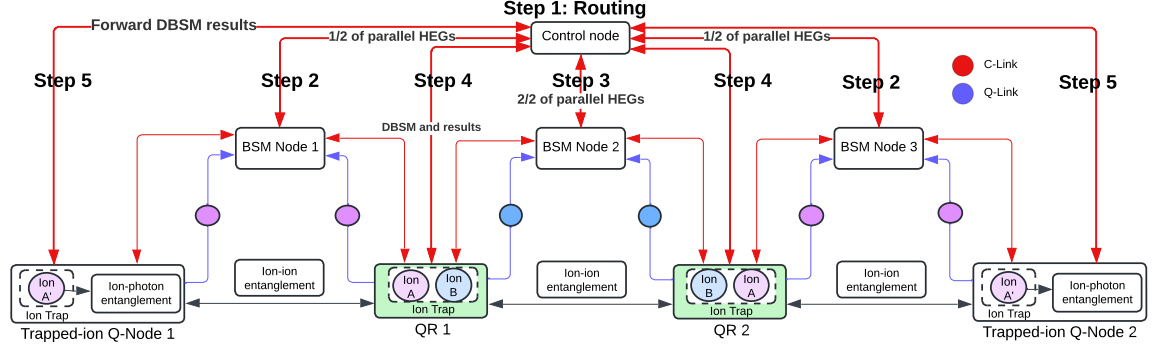 Step 1: Routing
Forward DBSM results
1/2 of parallel HEGs
Control node
1/2 of parallel HEGs
C-Link
Step 5
Step 2
Step 4
Step 3
Step 4
Step 2
Step 5
Q-Link
2/2 of parallel HEGs
DBSM and results
BSM Node 1
BSM Node 2
BSM Node 3
Ion
A'
Ion Trap
Ion-photon
entanglement
Ion-ion
entanglement
Ion
A
Ion
B
Ion Trap
Ion-ion
entanglement
Ion
B
Ion
A
Ion Trap
Ion-ion
entanglement
Ion
A'
Ion Trap
Ion-photon
entanglement
Trapped-ion Q-Node 1
QR 1
QR 2
Trapped-ion Q-Node 2